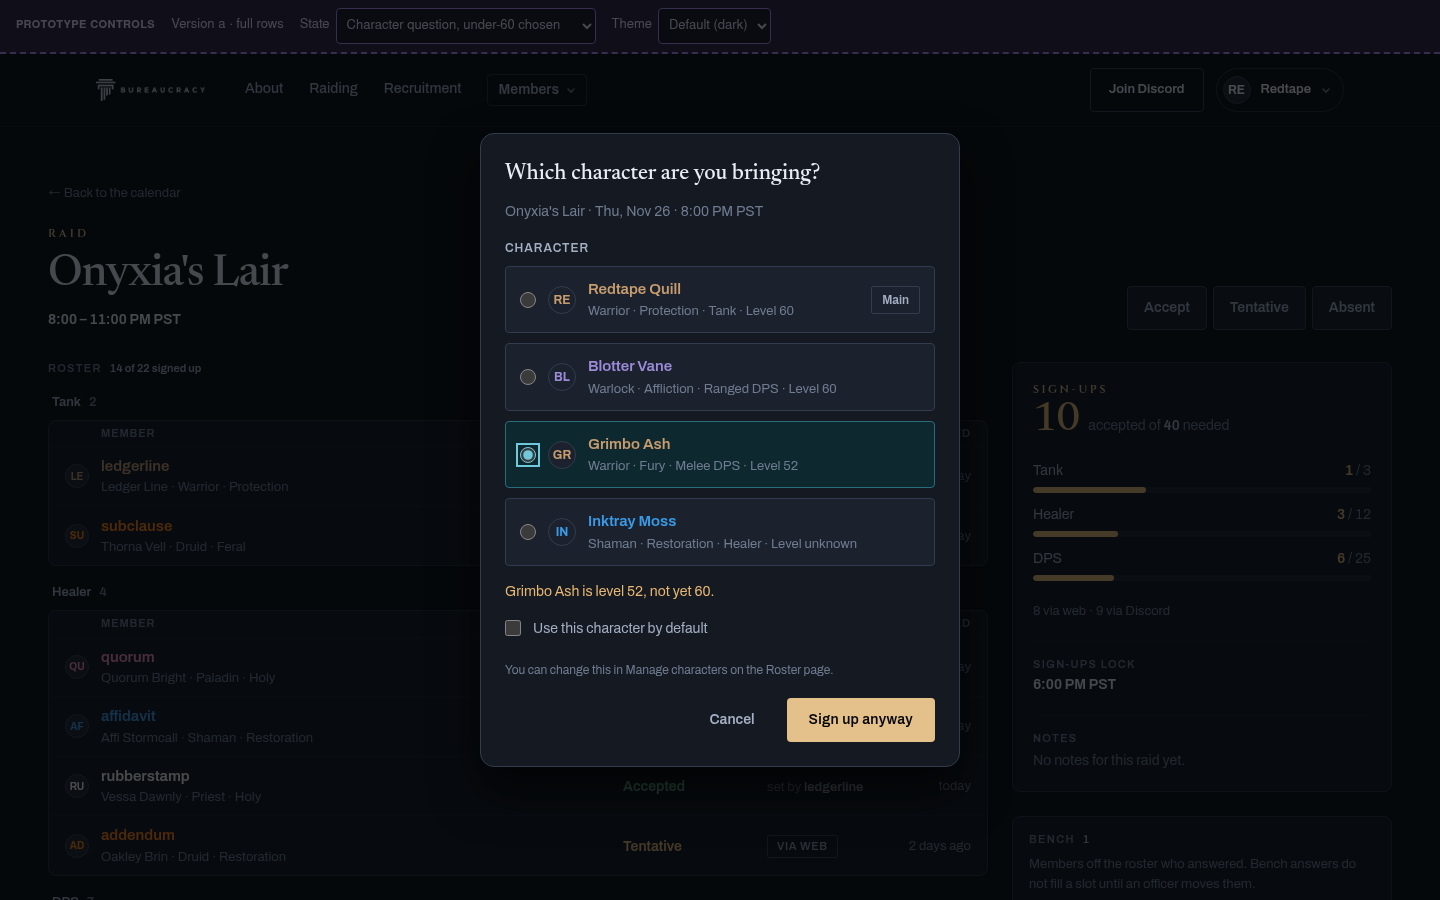 PROTOTYPE CONTROLS Version a · full rows State Character question, under-60 chosen Theme Default (dark)
BUREAUCRACY About Raiding Recruitment Members Join Discord RE Redtape
← Back to the calendar
RAID
Onyxia's Lair
8:00 – 11:00 PM PST
Accept Tentative Absent
ROSTER 14 of 22 signed up
Tank 2
MEMBER
LE ledgerline
Ledger Line · Warrior · Protection
SU subclause
Thorna Vell · Druid · Feral
Healer 4
MEMBER
QU quorum
Quorum Bright · Paladin · Holy
AF affidavit
Affi Stormcall · Shaman · Restoration
RU rubberstamp
Vessa Dawnly · Priest · Holy
Accepted set by ledgerline today
AD addendum
Oakley Brin · Druid · Restoration
Tentative VIA WEB 2 days ago
Which character are you bringing?
Onyxia's Lair · Thu, Nov 26 · 8:00 PM PST
CHARACTER
RE Redtape Quill
Warrior · Protection · Tank · Level 60
Main
BL Blotter Vane
Warlock · Affliction · Ranged DPS · Level 60
GR Grimbo Ash
Warrior · Fury · Melee DPS · Level 52
IN Inktray Moss
Shaman · Restoration · Healer · Level unknown
Grimbo Ash is level 52, not yet 60.
Use this character by default
You can change this in Manage characters on the Roster page.
Cancel Sign up anyway
SIGN-UPS
10 accepted of 40 needed
Tank 1 / 3
Healer 3 / 12
DPS 6 / 25
8 via web · 9 via Discord
SIGN-UPS LOCK
6:00 PM PST
NOTES
No notes for this raid yet.
BENCH 1
Members off the roster who answered. Bench answers do
not fill a slot until an officer moves them.